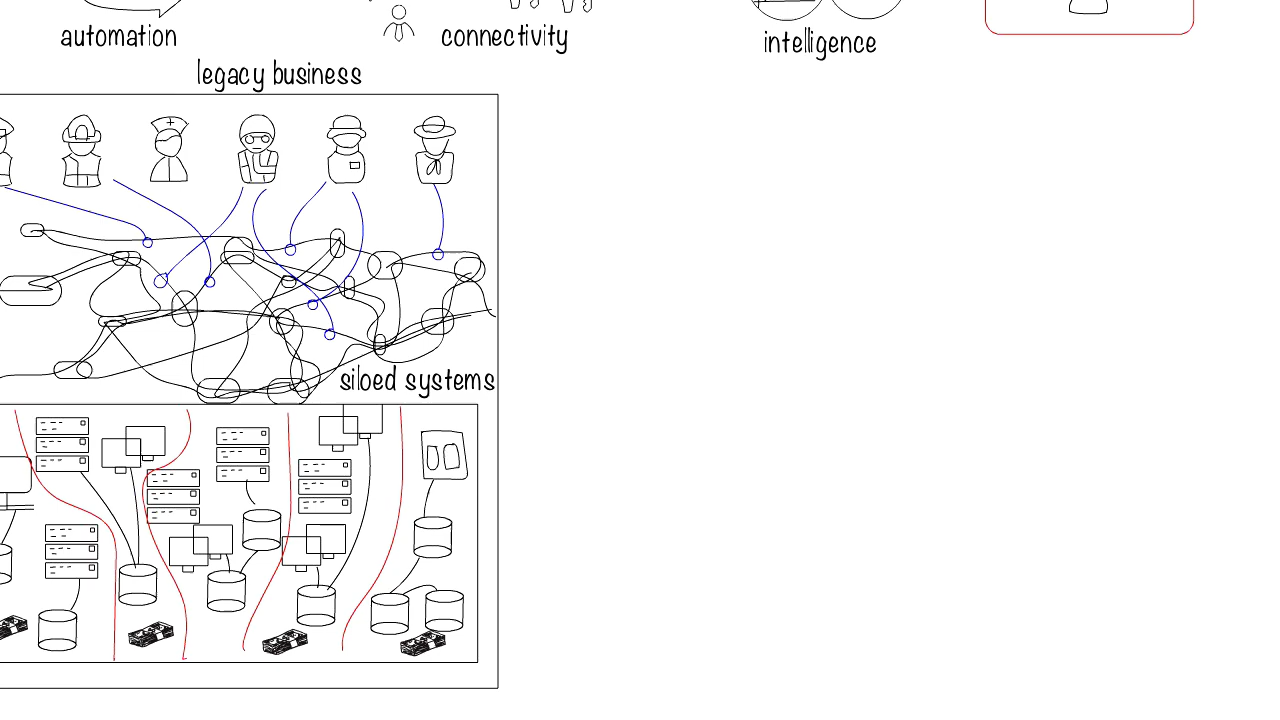 automation
connectivity
intelligence
legacy business
siloed systems